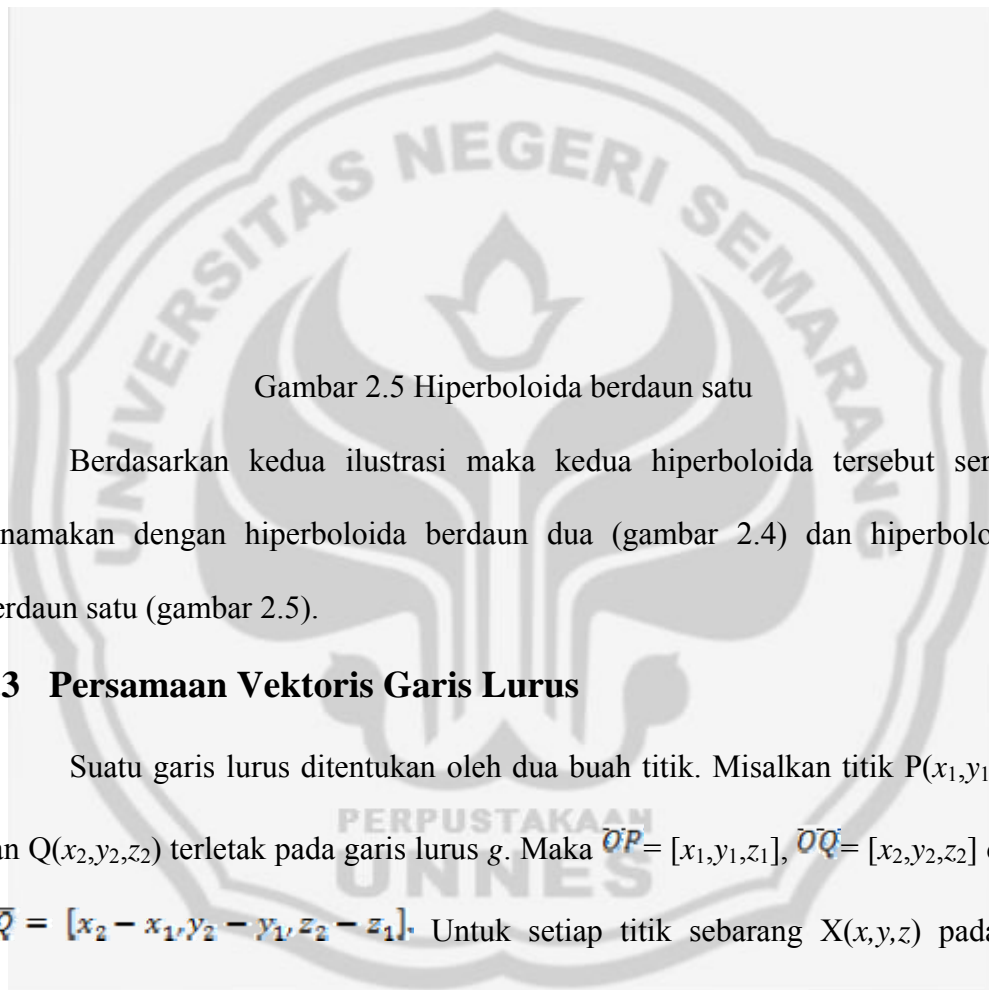 UNIVERSITAS NEGERI SEMARANG
Gambar 2.5 Hiperboloida berdaun satu
Berdasarkan kedua ilustrasi maka kedua hiperboloida tersebut ser
namakan dengan hiperboloida berdaun dua (gambar 2.4) dan hiperbolo
erdaun satu (gambar 2.5).
3 Persamaan Vektoris Garis Lurus
Suatu garis lurus ditentukan oleh dua buah titik. Misalkan titik P(x₁,y₁
PERPUSTAKAAN
an Q(x₂,y₂,z₂) terletak pada garis lurus g. Maka O̅P̅ = [x₁,y₁,z₁], O̅Q̅ = [x₂,y₂,z₂]
UNNES
Q̅ = [x₂ − x₁, y₂ − y₁, z₂ − z₁]. Untuk setiap titik sebarang X(x,y,z) pada